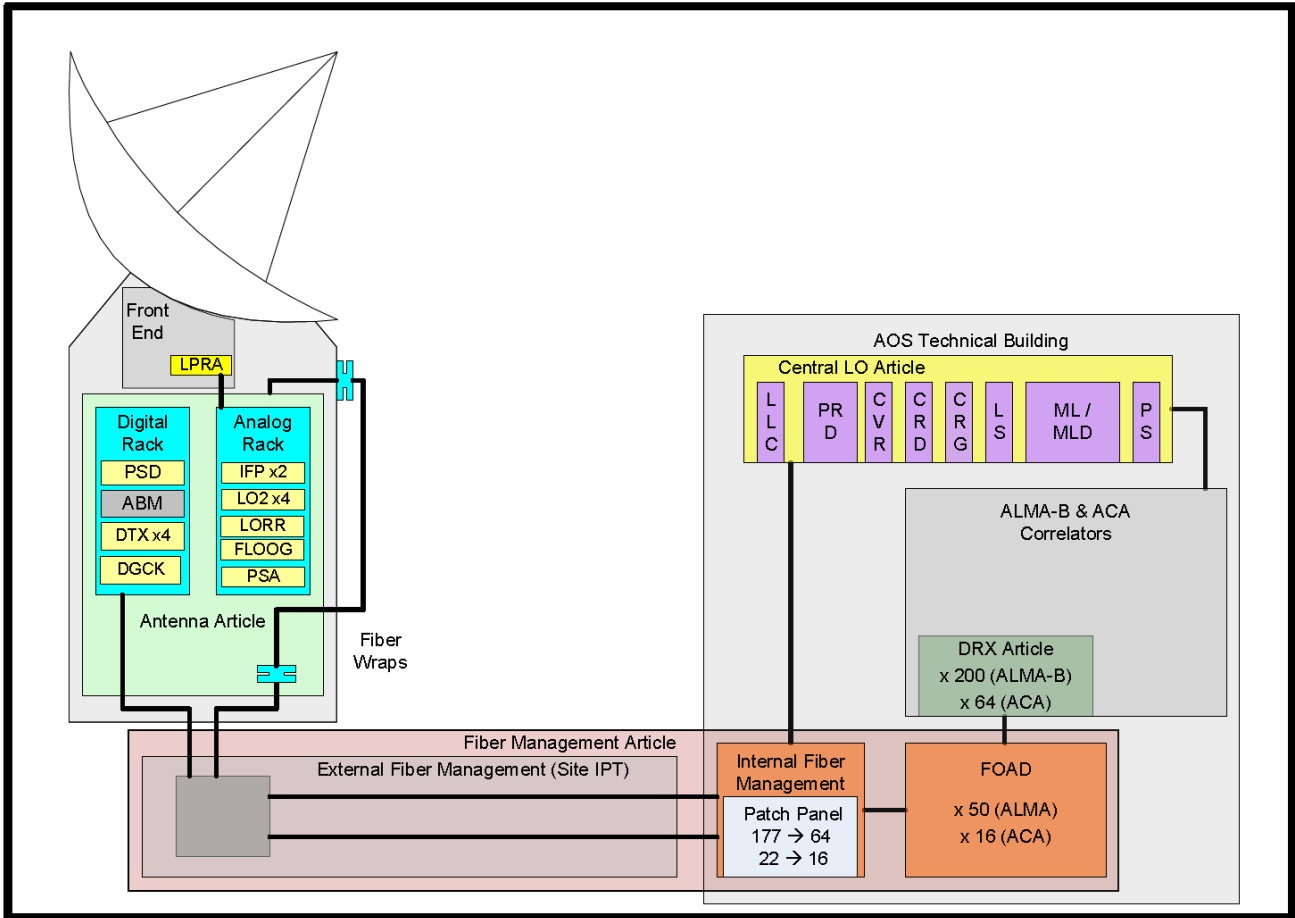 Front
End
LPRA
Digital
Rack
PSD
ABM
DTX x4
DGCK
Analog
Rack
IFP x2
LO2 x4
LORR
FLOOG
PSA
Antenna Article
Fiber
Wraps
AOS Technical Building
Central LO Article
L
L
C
PR
D
C
V
R
C
R
D
C
R
G
L
S
ML /
MLD
P
S
ALMA-B & ACA
Correlators
DRX Article
x 200 (ALMA-B)
x 64 (ACA)
Fiber Management Article
External Fiber Management (Site IPT)
Internal Fiber
Management
Patch Panel
177 → 64
22 → 16
FOAD
x 50 (ALMA)
x 16 (ACA)